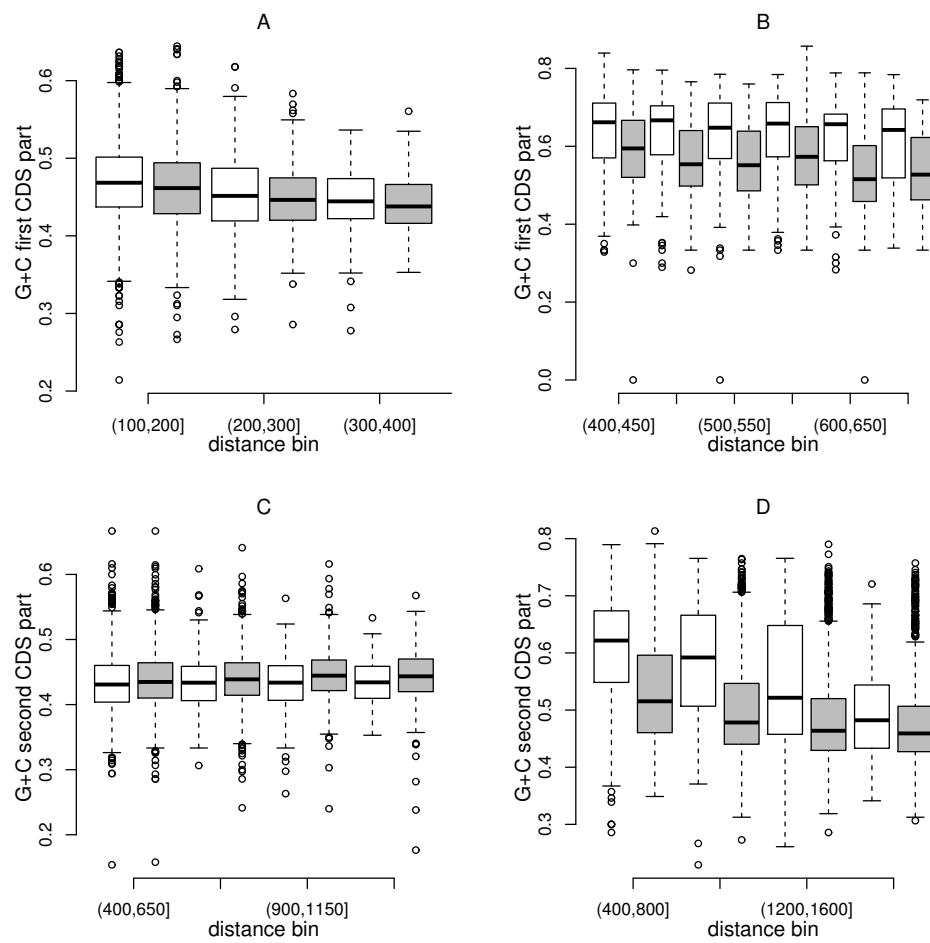 A
G+C first CDS part
0.6
0.5
0.4
0.3
0.2
(100,200] (200,300] (300,400]
distance bin
B
G+C first CDS part
0.8
0.6
0.4
0.2
0.0
(400,450] (500,550] (600,650]
distance bin
C
G+C second CDS part
0.6
0.5
0.4
0.3
0.2
(400,650] (900,1150]
distance bin
D
G+C second CDS part
0.8
0.7
0.6
0.5
0.4
0.3
(400,800] (1200,1600]
distance bin